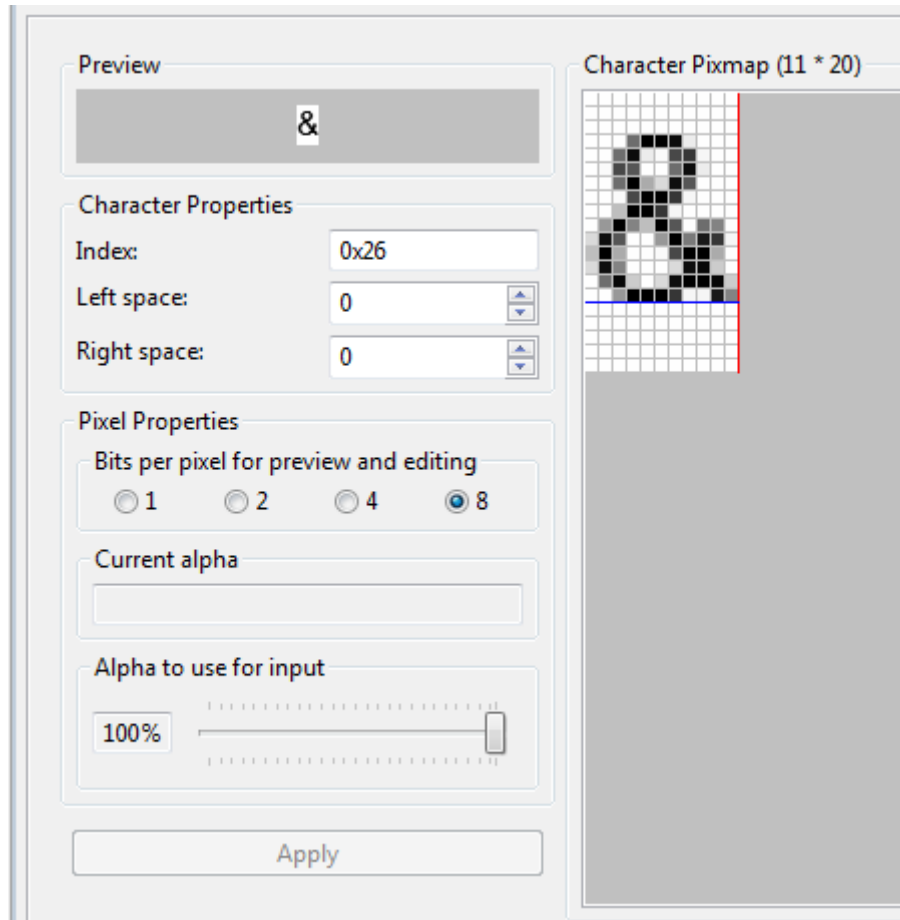 Preview
&
Character Properties
Index:
0x26
Left space:
0
Right space:
0
Pixel Properties
Bits per pixel for preview and editing
1 2 4 8
Current alpha
Alpha to use for input
100%
Apply
Character Pixmap (11 * 20)
&